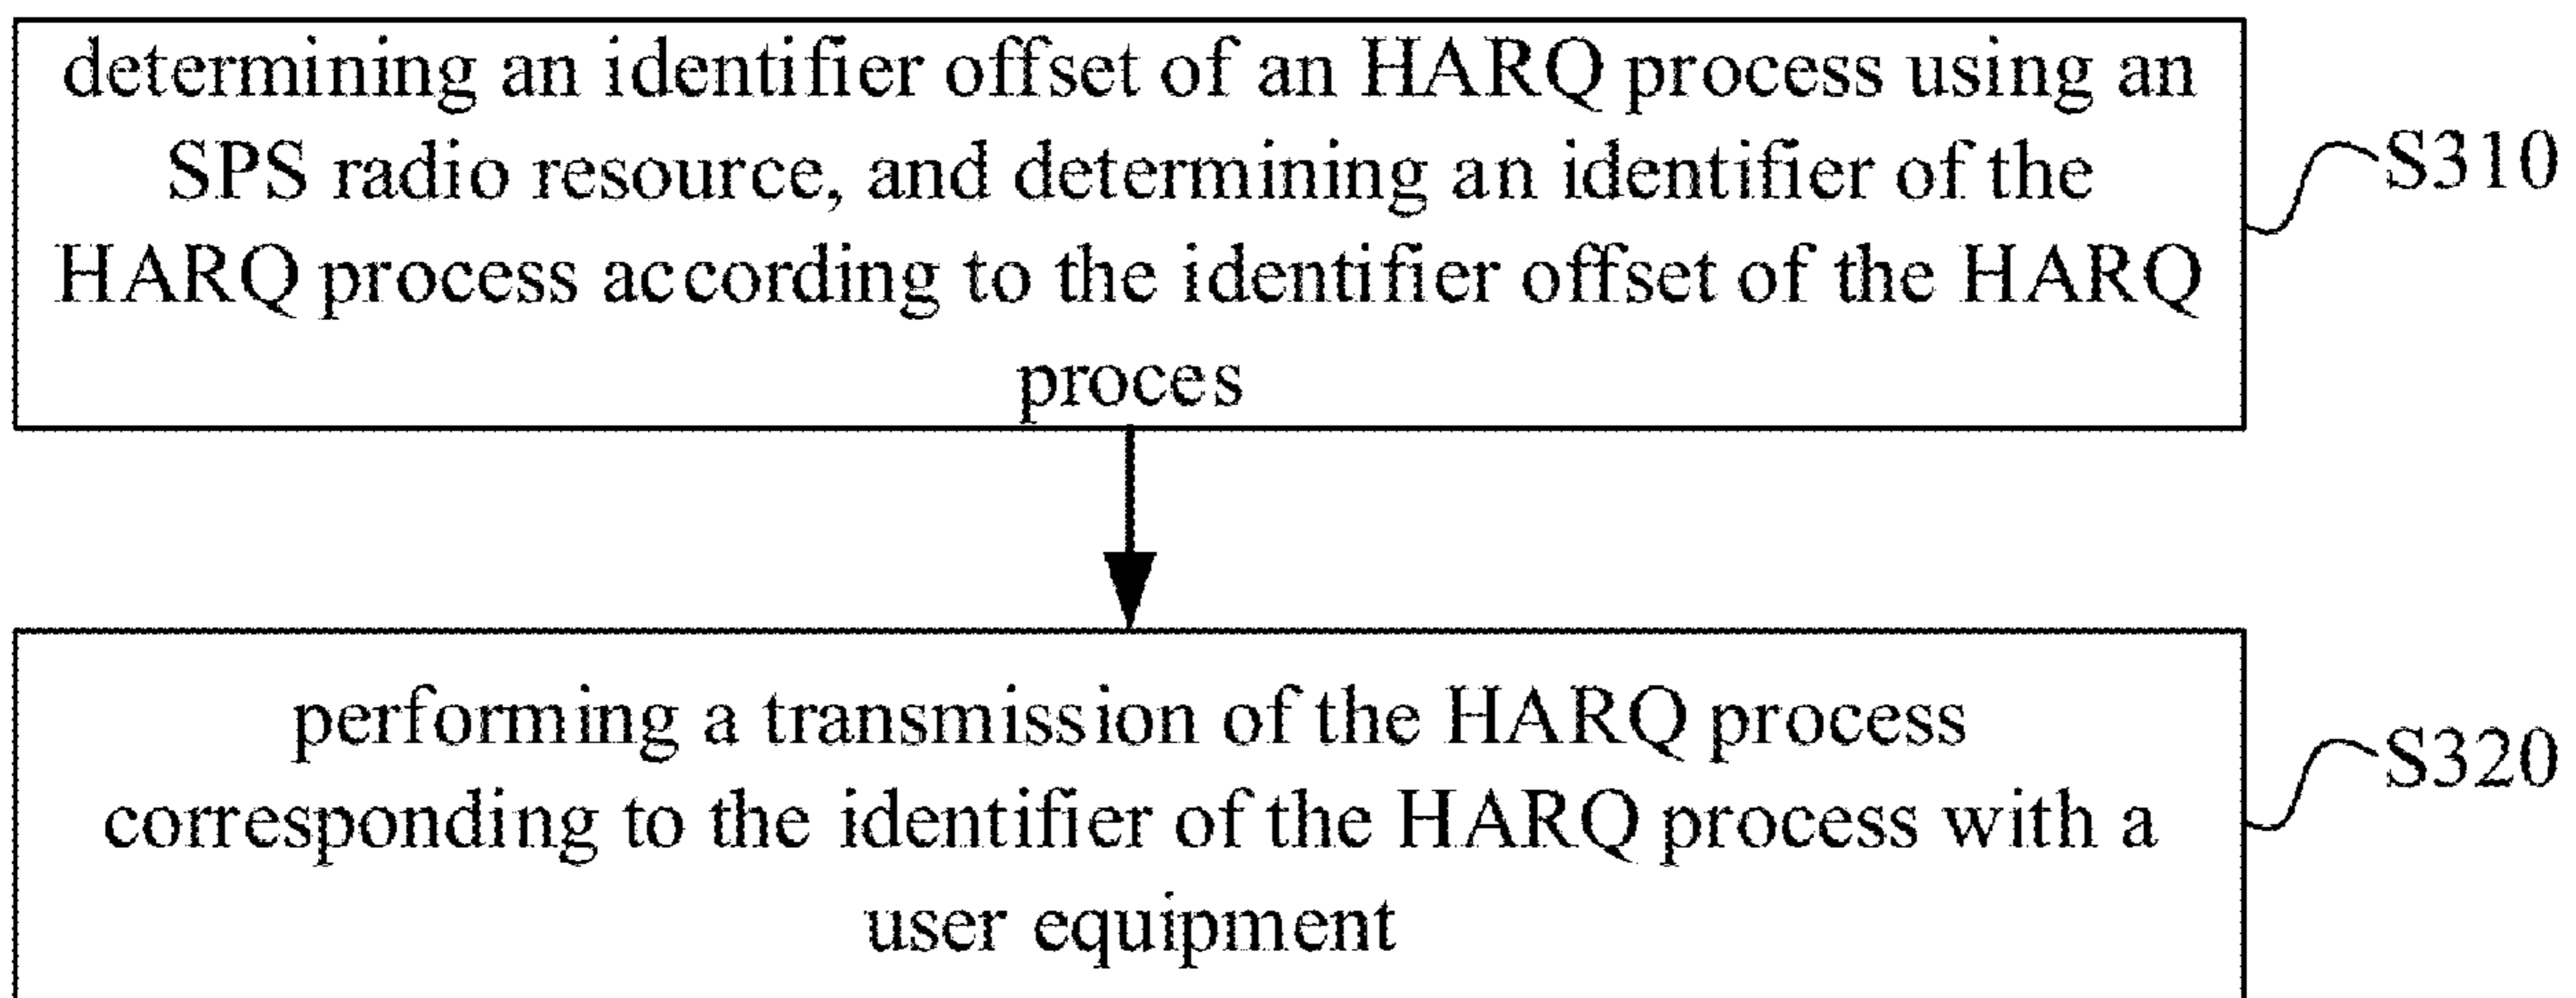 determining an identifier offset of an HARQ process using an
SPS radio resource, and determining an identifier of the
HARQ process according to the identifier offset of the HARQ
proces
S310
performing a transmission of the HARQ process
corresponding to the identifier of the HARQ process with a
user equipment
S320